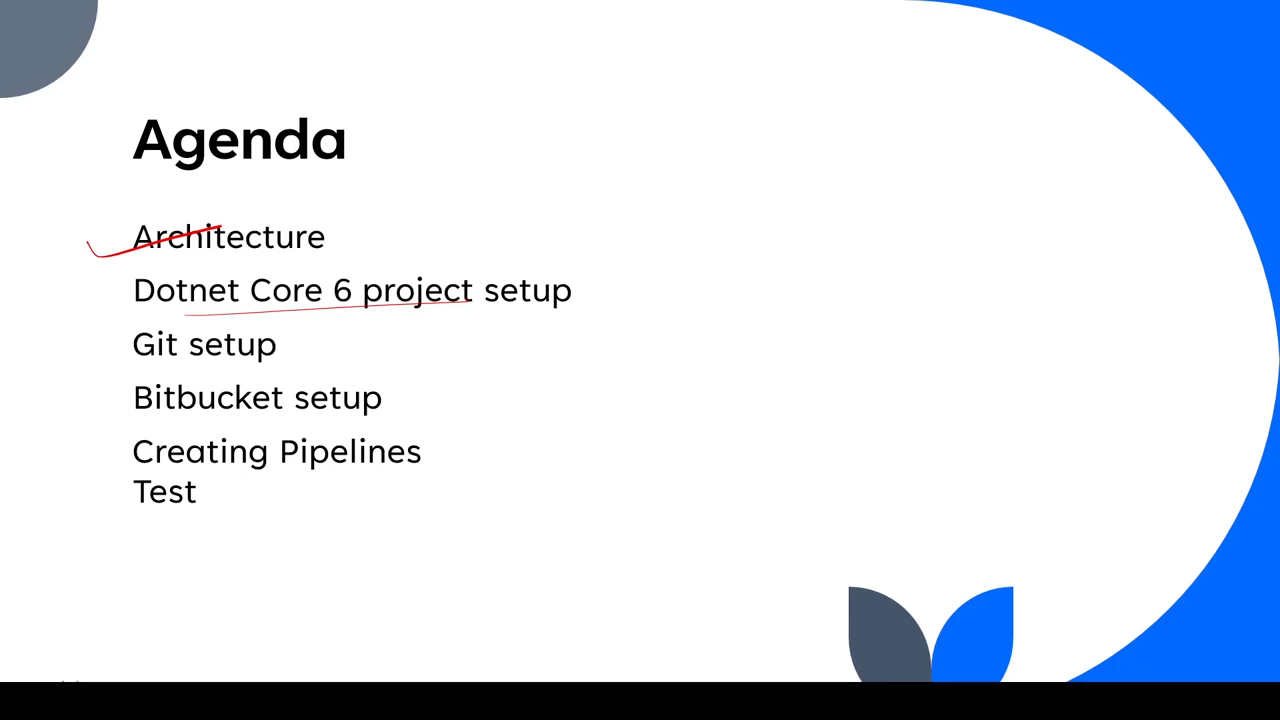 Agenda
Architecture
Dotnet Core 6 project setup
Git setup
Bitbucket setup
Creating Pipelines
Test